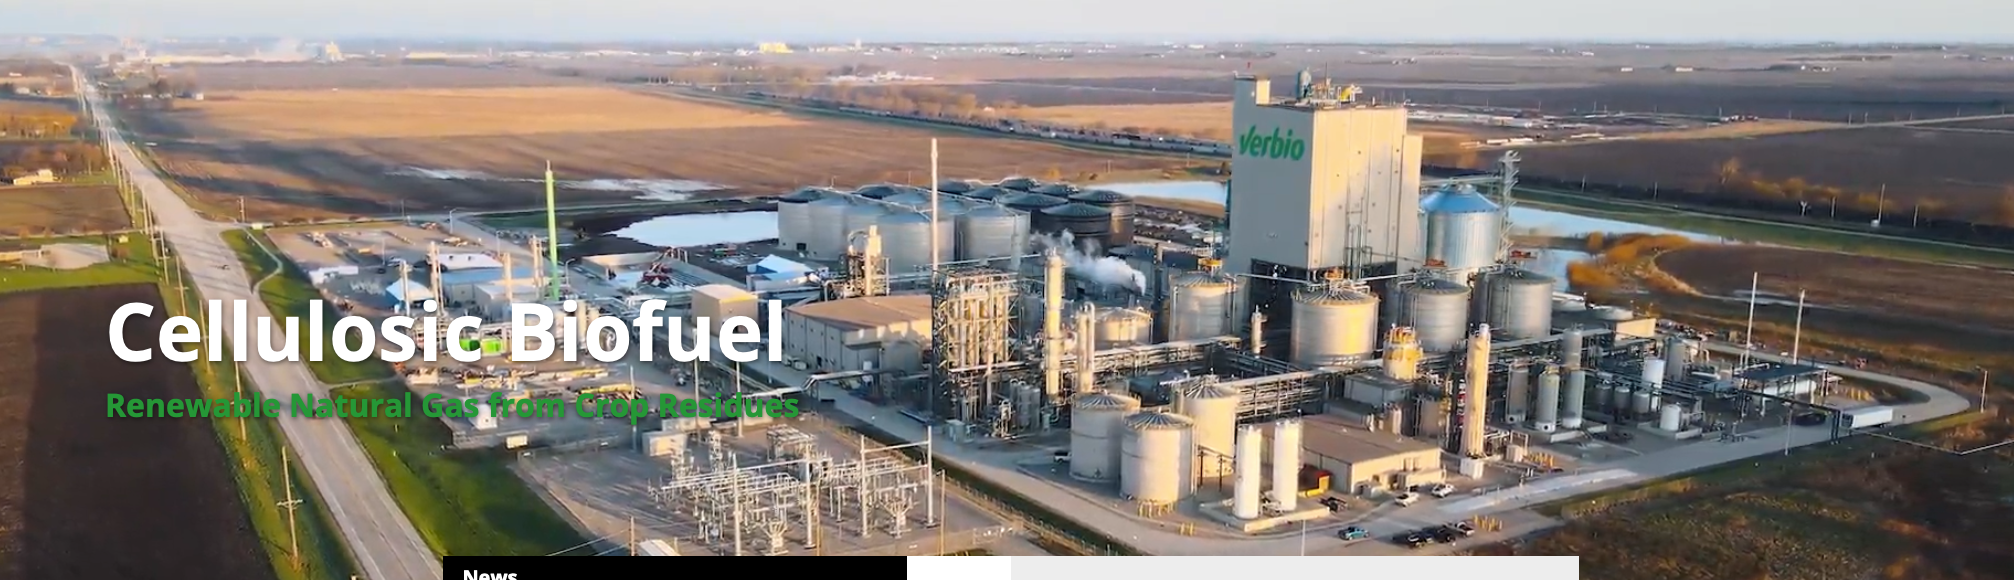 verbio
Cellulosic Biofuel
Renewable Natural Gas from Crop Residues
News